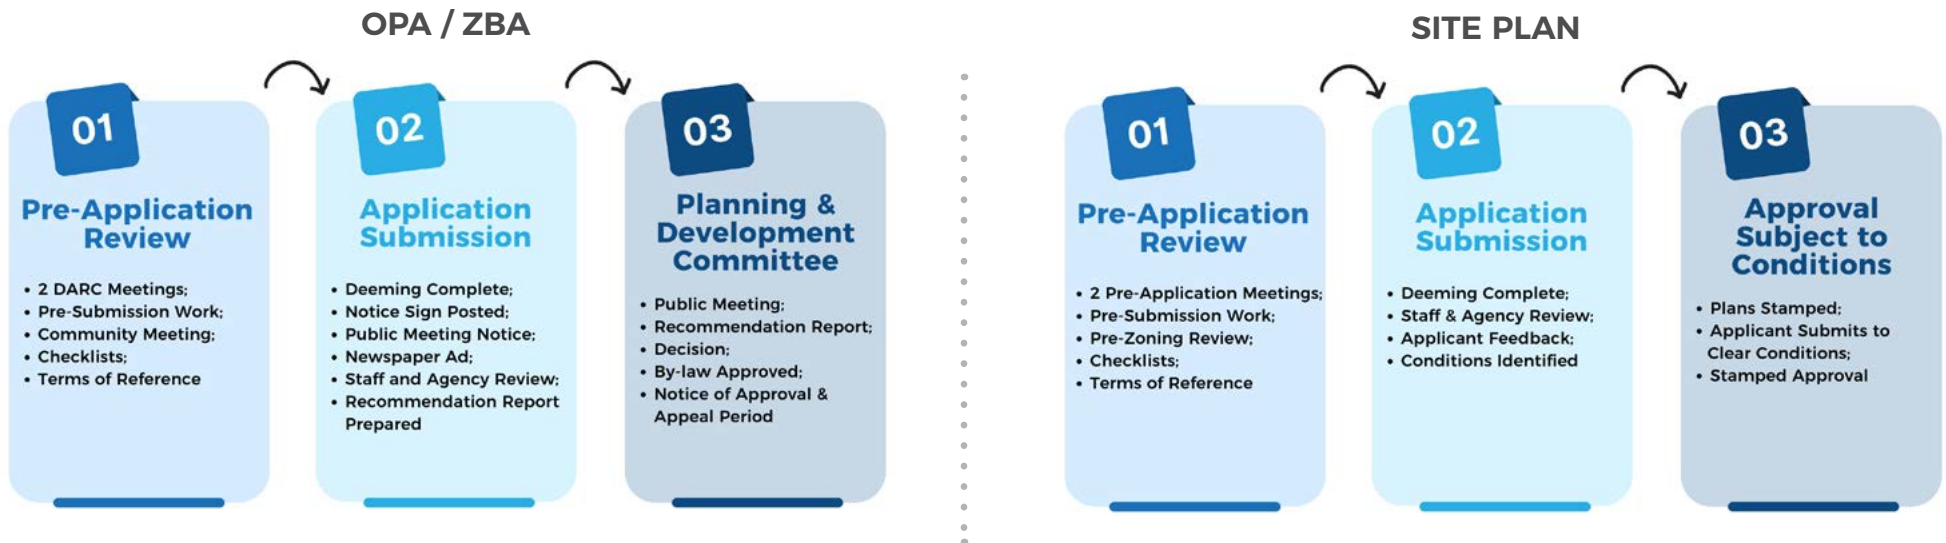 OPA / ZBA
01
Pre-Application
Review
• 2 DARC Meetings;
• Pre-Submission Work;
• Community Meeting;
• Checklists;
• Terms of Reference
02
Application
Submission
• Deeming Complete;
• Notice Sign Posted;
• Public Meeting Notice;
• Newspaper Ad;
• Staff and Agency Review;
• Recommendation Report
Prepared
03
Planning &
Development
Committee
• Public Meeting;
• Recommendation Report;
• Decision;
• By-law Approved;
• Notice of Approval &
Appeal Period
SITE PLAN
01
Pre-Application
Review
• 2 Pre-Application Meetings;
• Pre-Submission Work;
• Pre-Zoning Review;
• Checklists;
• Terms of Reference
02
Application
Submission
• Deeming Complete;
• Staff & Agency Review;
• Applicant Feedback;
• Conditions Identified
03
Approval
Subject to
Conditions
• Plans Stamped;
• Applicant Submits to
Clear Conditions;
• Stamped Approval